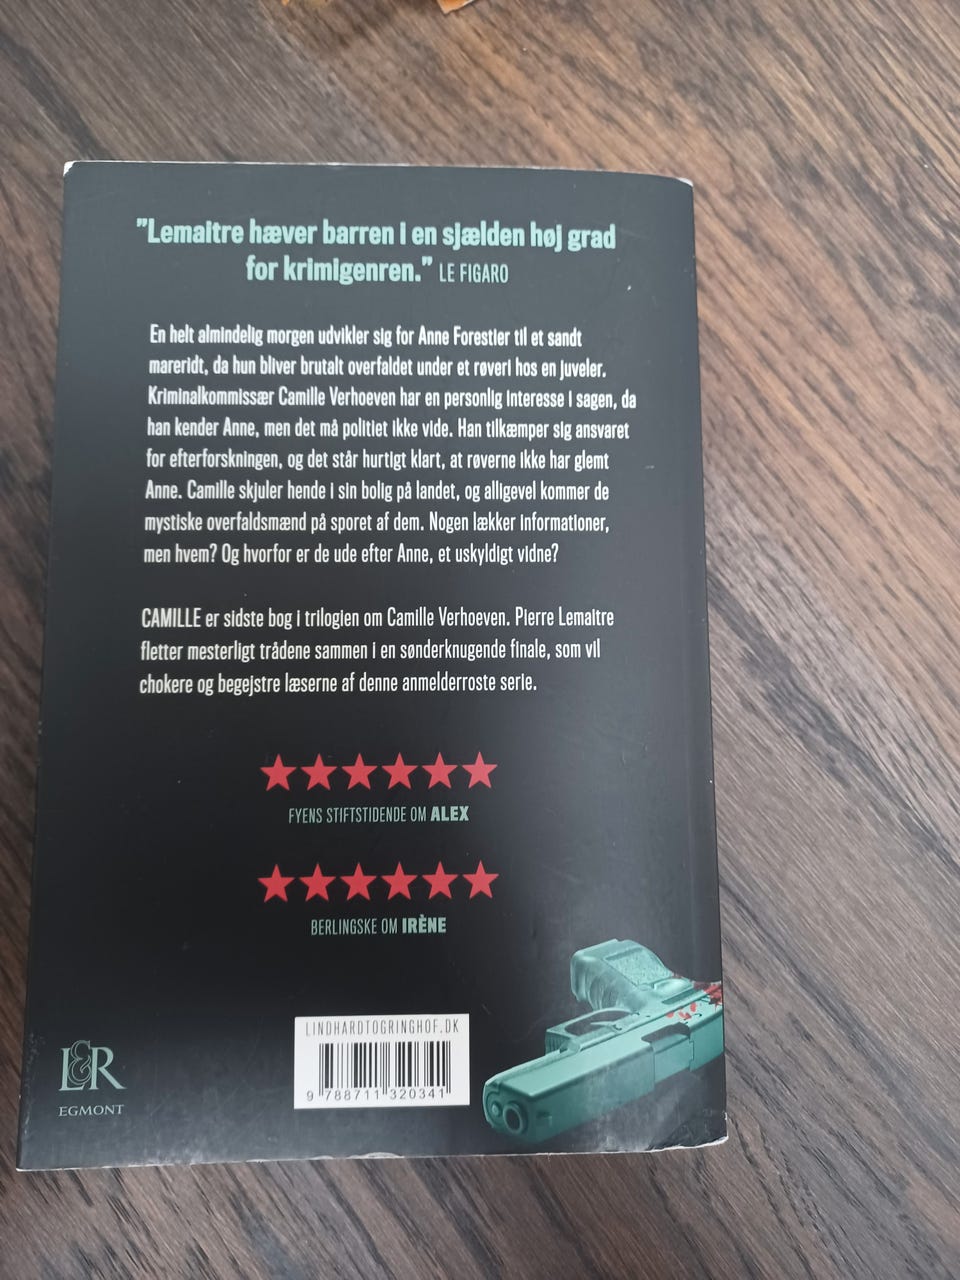 "Lemaitre hæver barren i en sjælden høj grad
for krimigenren." LE FIGARO
En helt almindelig morgen udvikler sig for Anne Forestier til et sandt
mareridt, da hun bliver brutalt overfaldet under et røveri hos en juveler.
Kriminalkommissær Camille Verhoeven har en personlig interesse i sagen, da
han kender Anne, men det må politiet ikke vide. Han tilkæmper sig ansvaret
for efterforskningen, og det står hurtigt klart, at røverne ikke har glemt
Anne. Camille skjuler hende i sin bolig på landet, og alligevel kommer de
mystiske overfaldsmænd på sporet af dem. Nogen lækker informationer,
men hvem? Og hvorfor er de ude efter Anne, et uskyldigt vidne?
CAMILLE er sidste bog i trilogien om Camille Verhoeven. Pierre Lemaitre
fletter mesterligt trådene sammen i en sønderknugende finale, som vil
chokere og begejstre læserne af denne anmelderroste serie.
FYENS STIFTSTIDENDE OM ALEX
BERLINGSKE OM IRÈNE
LINDHARDTOGRINGHOF.DK
9 788711 320341
L&R
EGMONT